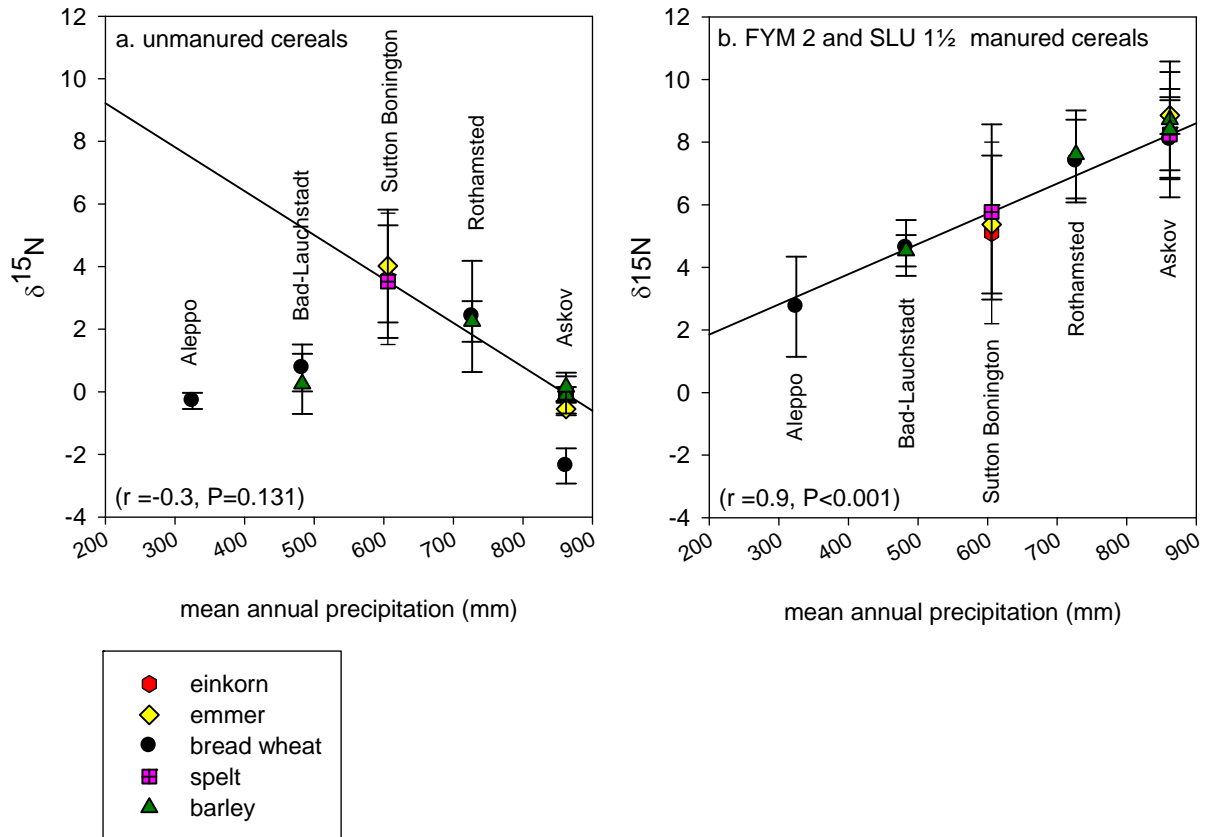 a. unmanured cereals
12
10
8
6
4
2
0
-2
-4
δ15N
Aleppo
Bad-Lauchstadt
Sutton Bonington
Rothamsted
Askov
(r =-0.3, P=0.131)
200 300 400 500 600 700 800 900
mean annual precipitation (mm)
b. FYM 2 and SLU 1½ manured cereals
12
10
8
6
4
2
0
-2
-4
δ15N
Aleppo
Bad-Lauchstadt
Sutton Bonington
Rothamsted
Askov
(r =0.9, P<0.001)
200 300 400 500 600 700 800 900
mean annual precipitation (mm)
einkorn
emmer
bread wheat
spelt
barley